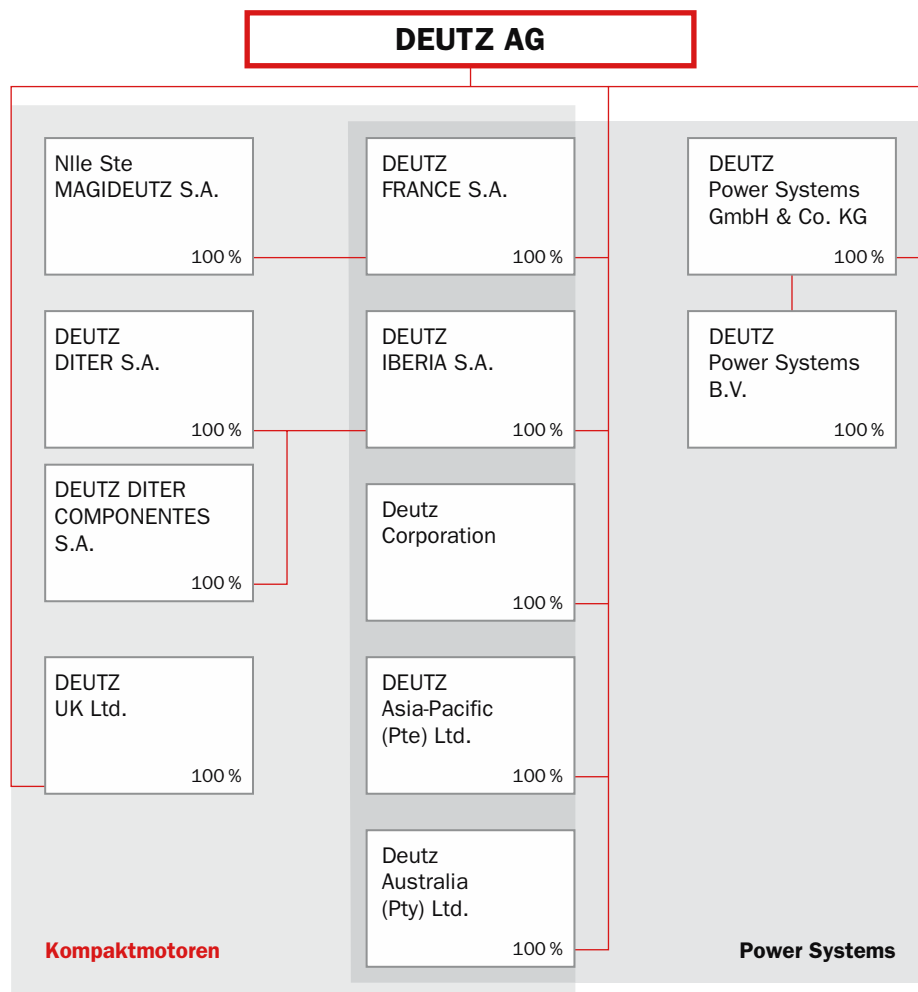 DEUTZ AG
NIle Ste
MAGIDEUTZ S.A.
100 %
DEUTZ
FRANCE S.A.
100 %
DEUTZ
Power Systems
GmbH & Co. KG
100 %
DEUTZ
DITER S.A.
100 %
DEUTZ
IBERIA S.A.
100 %
DEUTZ
Power Systems
B.V.
100 %
DEUTZ DITER
COMPONENTES
S.A.
100 %
Deutz
Corporation
100 %
DEUTZ
UK Ltd.
100 %
DEUTZ
Asia-Pacific
(Pte) Ltd.
100 %
Deutz
Australia
(Pty) Ltd.
100 %
Kompaktmotoren
Power Systems